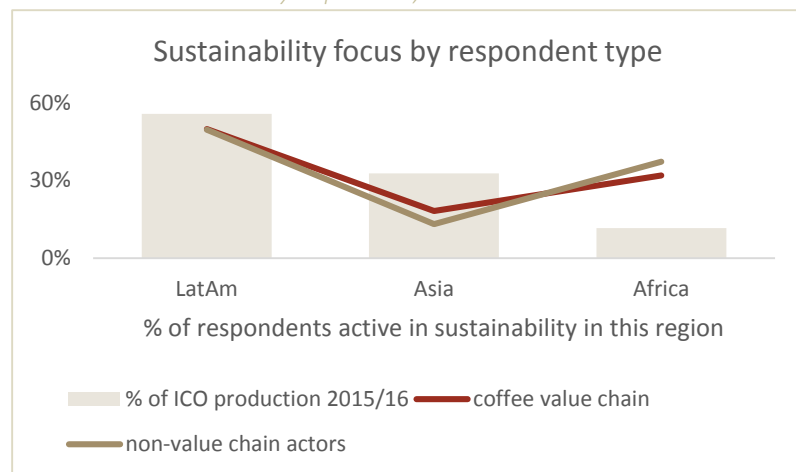 Sustainability focus by respondent type
60%
30%
0%
LatAm Asia Africa
% of respondents active in sustainability in this region
% of ICO production 2015/16 coffee value chain
non-value chain actors